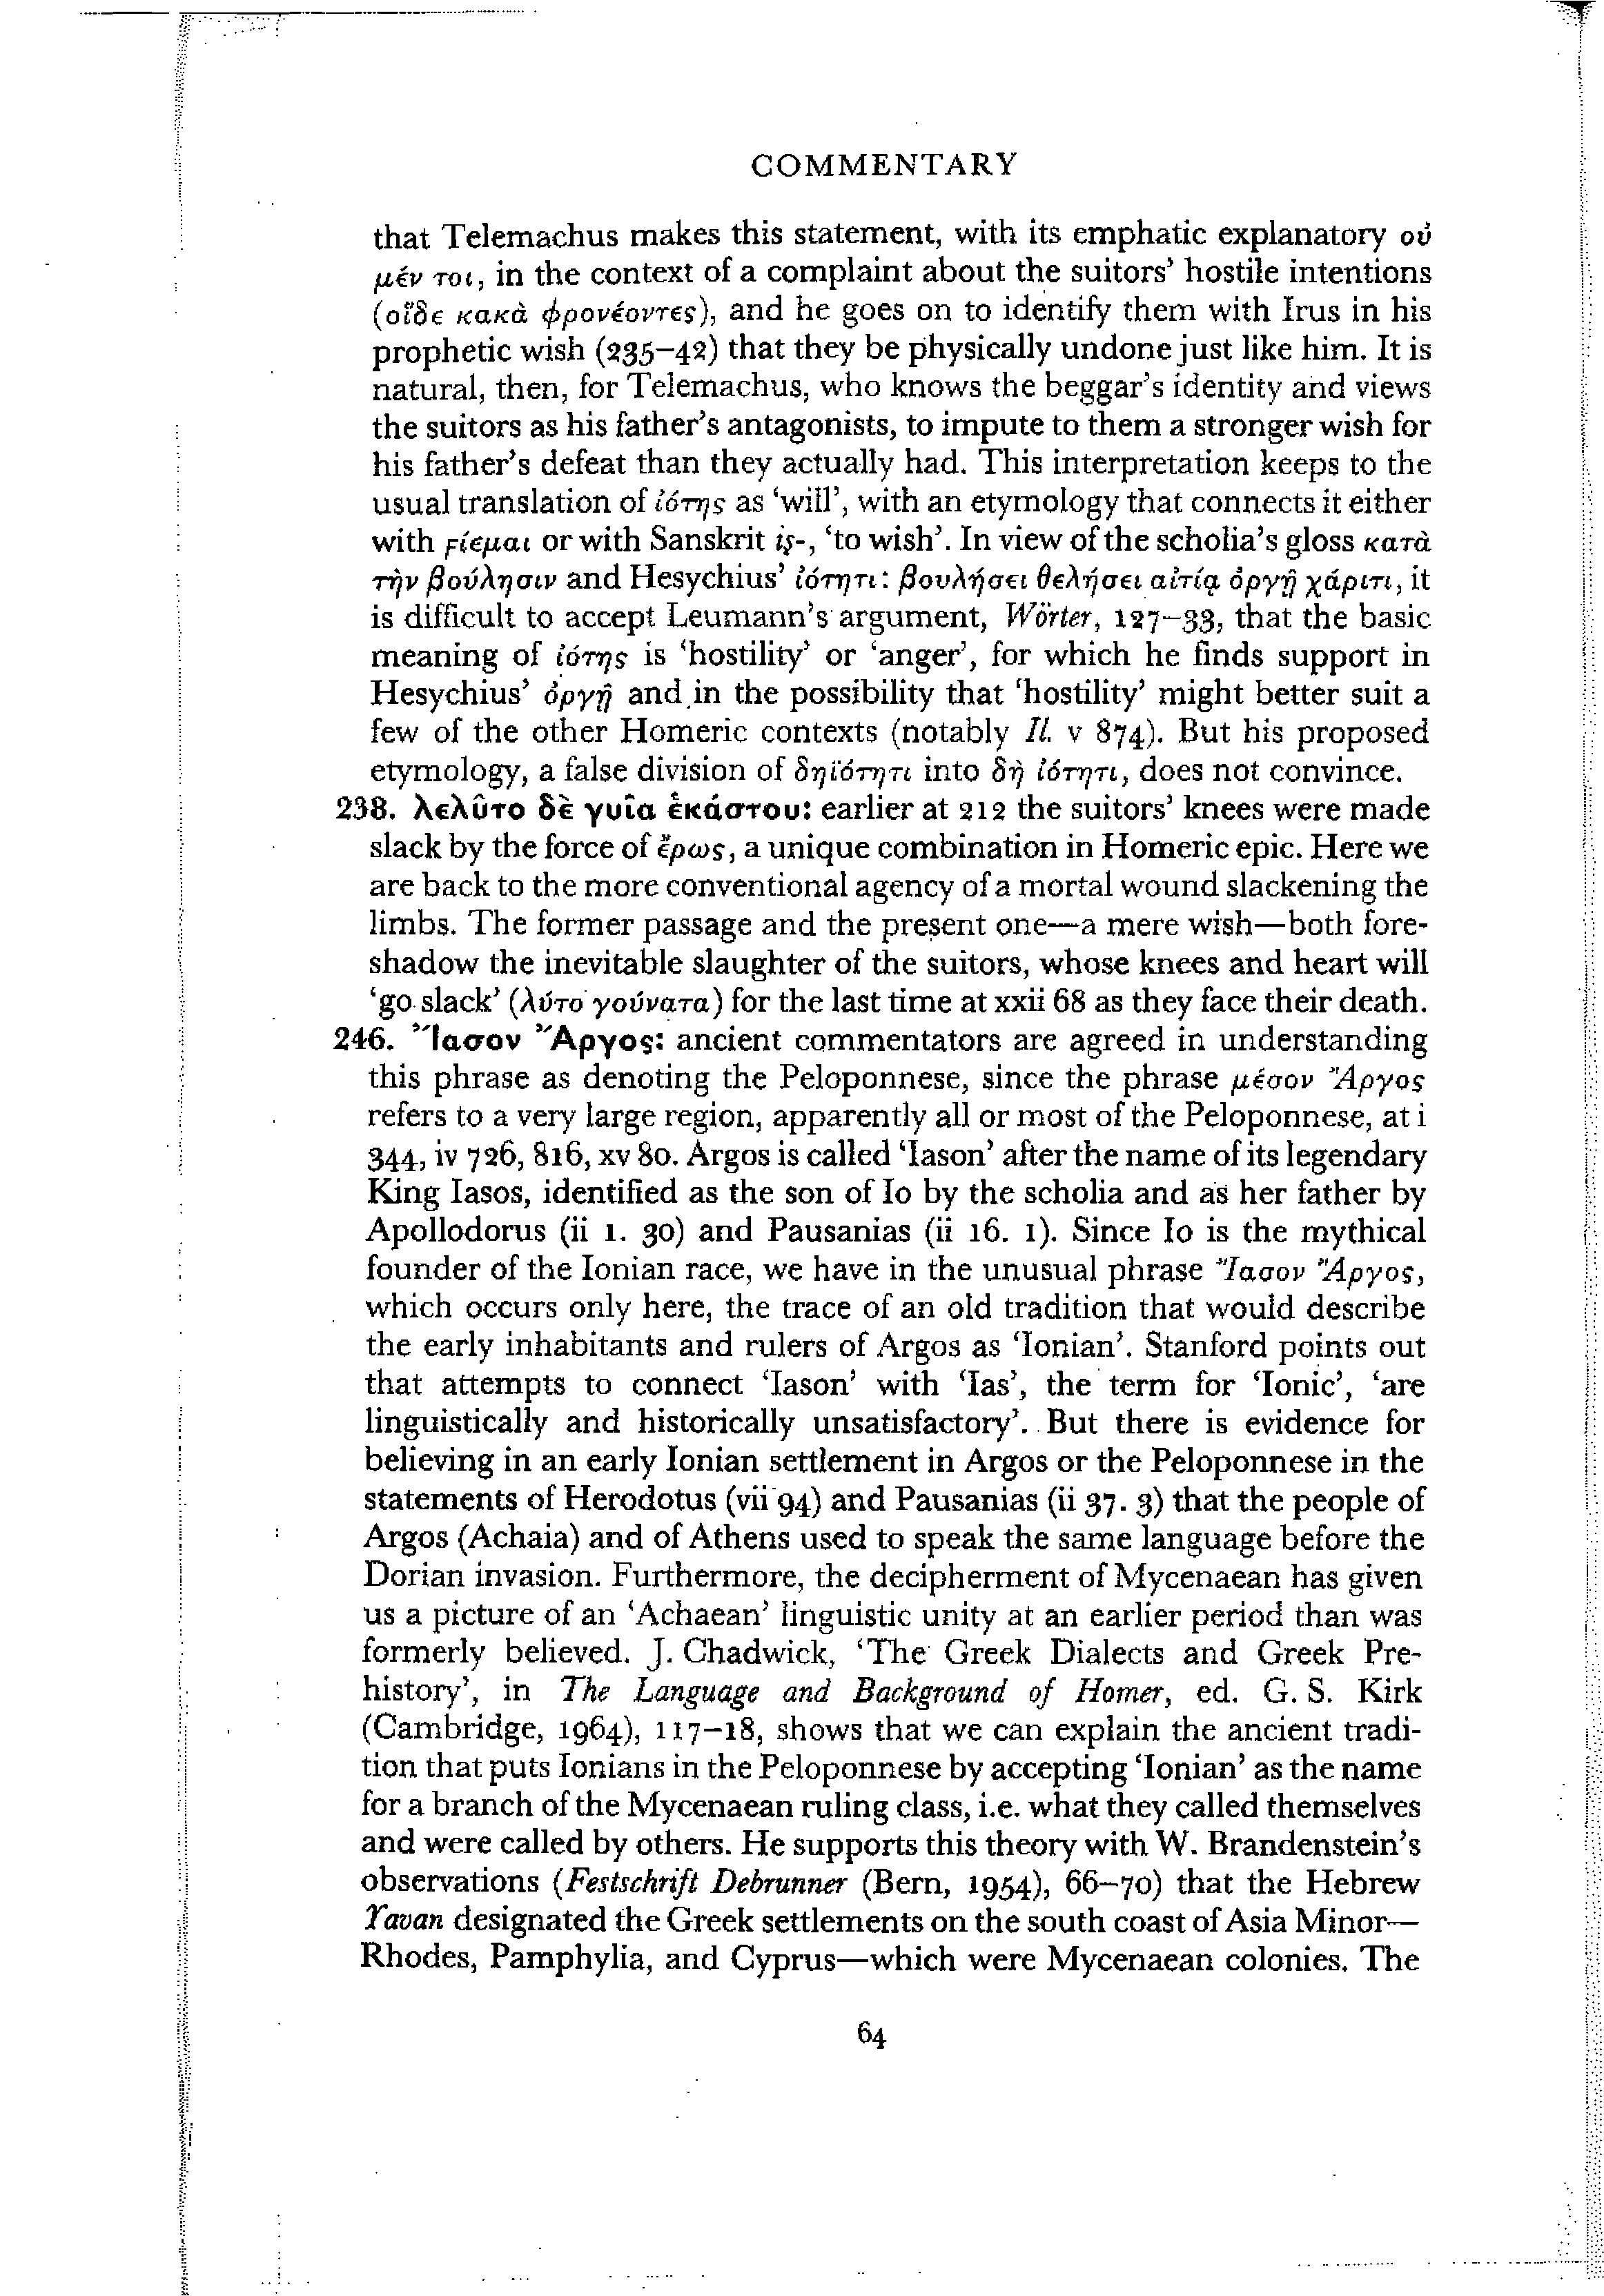 COMMENTARY
that Telemachus makes this statement, with its emphatic explanatory οὐ
μέν τοι, in the context of a complaint about the suitors' hostile intentions
(οἵδε κακὰ φρονέοντες), and he goes on to identify them with Irus in his
prophetic wish (235–42) that they be physically undone just like him. It is
natural, then, for Telemachus, who knows the beggar's identity and views
the suitors as his father's antagonists, to impute to them a stronger wish for
his father's defeat than they actually had. This interpretation keeps to the
usual translation of ἰότης as 'will', with an etymology that connects it either
with ϝίεμαι or with Sanskrit iṣ-, 'to wish'. In view of the scholia's gloss κατὰ
τὴν βούλησιν and Hesychius' ἰότητι: βουλήσει θελήσει αἰτίᾳ ὀργῇ χάριτι, it
is difficult to accept Leumann's argument, Wörter, 127–33, that the basic
meaning of ἰότης is 'hostility' or 'anger', for which he finds support in
Hesychius' ὀργῇ and in the possibility that 'hostility' might better suit a
few of the other Homeric contexts (notably Il. v 874). But his proposed
etymology, a false division of δηϊότητι into δὴ ἰότητι, does not convince.
238. λελῦτο δὲ γυῖα ἑκάστου: earlier at 212 the suitors' knees were made
slack by the force of ἔρως, a unique combination in Homeric epic. Here we
are back to the more conventional agency of a mortal wound slackening the
limbs. The former passage and the present one—a mere wish—both fore-
shadow the inevitable slaughter of the suitors, whose knees and heart will
'go slack' (λύτο γούνατα) for the last time at xxii 68 as they face their death.
246. Ἴασον Ἄργος: ancient commentators are agreed in understanding
this phrase as denoting the Peloponnese, since the phrase μέσον Ἄργος
refers to a very large region, apparently all or most of the Peloponnese, at i
344, iv 726, 816, xv 80. Argos is called 'Iason' after the name of its legendary
King Iasos, identified as the son of Io by the scholia and as her father by
Apollodorus (ii 1. 30) and Pausanias (ii 16. 1). Since Io is the mythical
founder of the Ionian race, we have in the unusual phrase Ἴασον Ἄργος,
which occurs only here, the trace of an old tradition that would describe
the early inhabitants and rulers of Argos as 'Ionian'. Stanford points out
that attempts to connect 'Iason' with 'Ias', the term for 'Ionic', 'are
linguistically and historically unsatisfactory'. But there is evidence for
believing in an early Ionian settlement in Argos or the Peloponnese in the
statements of Herodotus (vii 94) and Pausanias (ii 37. 3) that the people of
Argos (Achaia) and of Athens used to speak the same language before the
Dorian invasion. Furthermore, the decipherment of Mycenaean has given
us a picture of an 'Achaean' linguistic unity at an earlier period than was
formerly believed. J. Chadwick, 'The Greek Dialects and Greek Pre-
history', in The Language and Background of Homer, ed. G. S. Kirk
(Cambridge, 1964), 117–18, shows that we can explain the ancient tradi-
tion that puts Ionians in the Peloponnese by accepting 'Ionian' as the name
for a branch of the Mycenaean ruling class, i.e. what they called themselves
and were called by others. He supports this theory with W. Brandenstein's
observations (Festschrift Debrunner (Bern, 1954), 66–70) that the Hebrew
Yavan designated the Greek settlements on the south coast of Asia Minor—
Rhodes, Pamphylia, and Cyprus—which were Mycenaean colonies. The
64